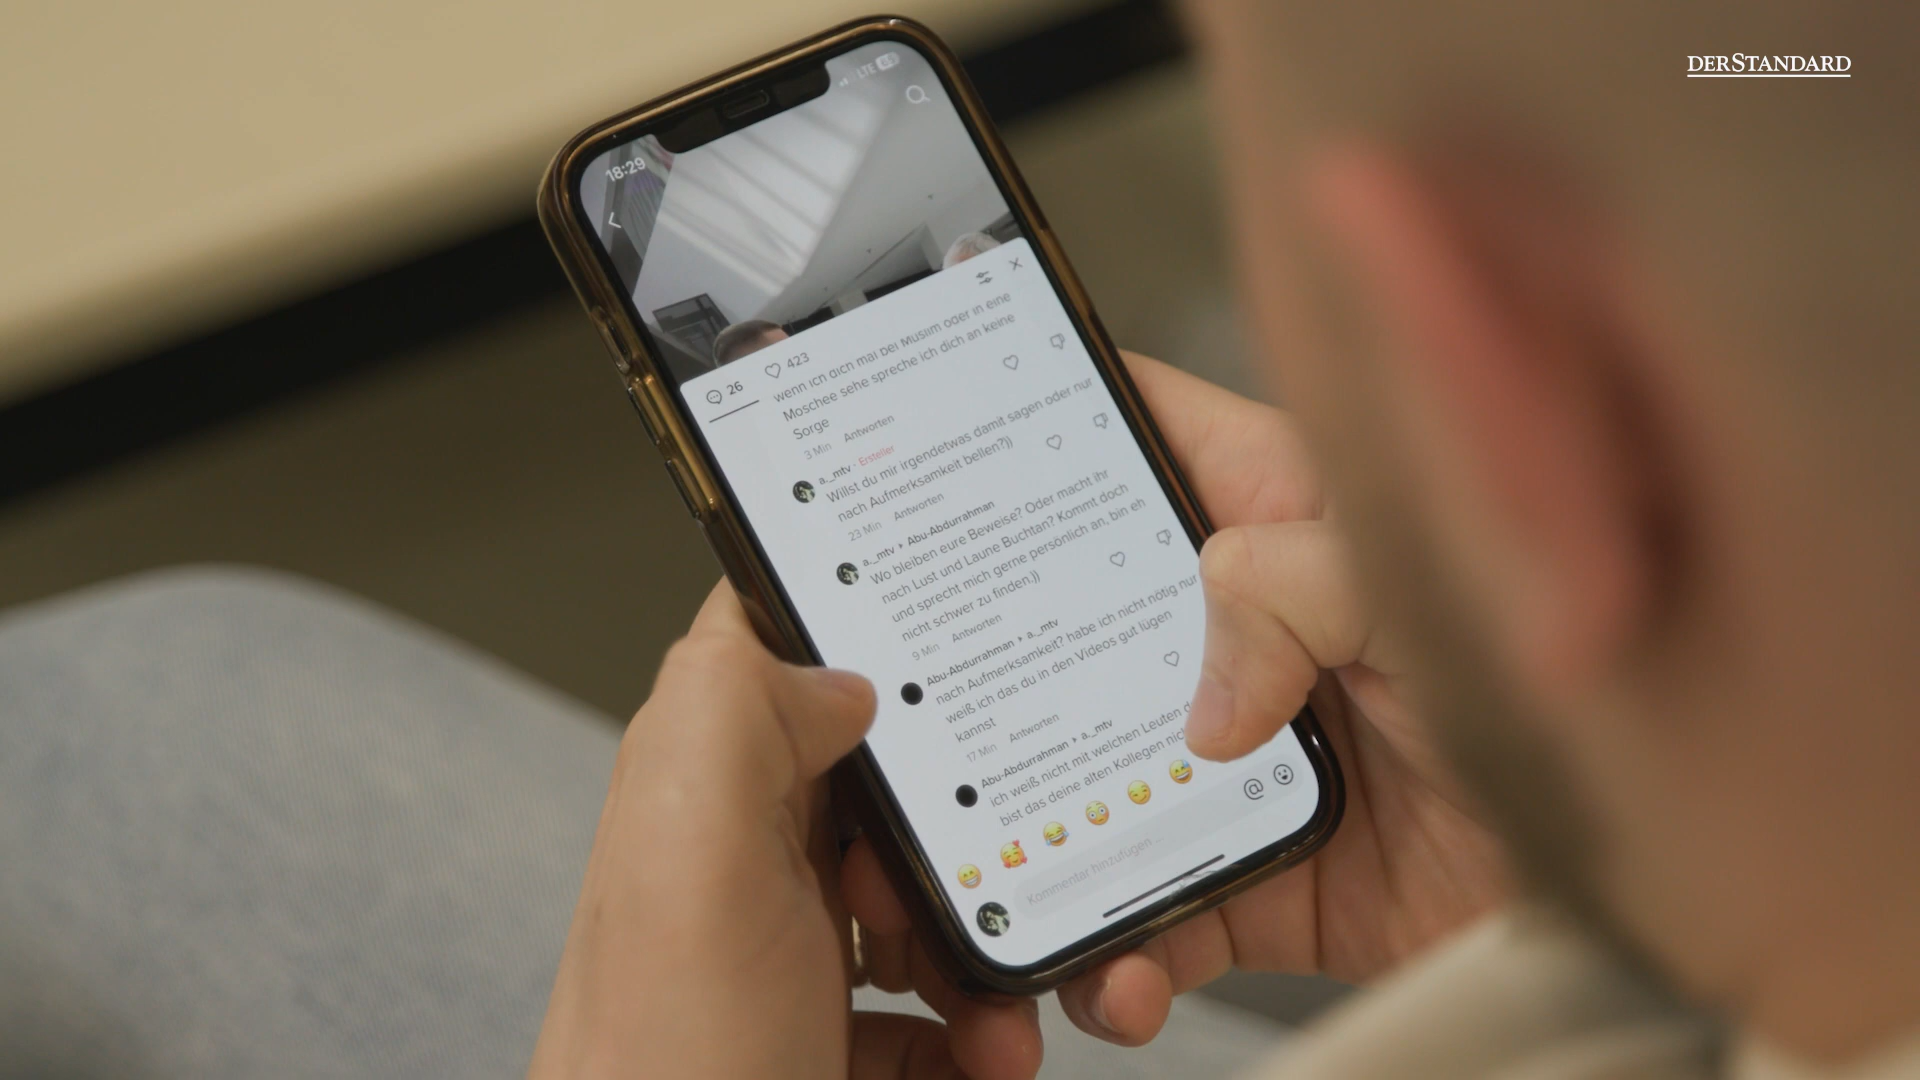 DERSTANDARD
LTE 65
18:29
26
423
wenn ich dich mal bei Muslim oder in eine
Moschee sehe spreche ich dich an keine
Sorge
3 Min Antworten
a._mtv · Ersteller
Willst du mir irgendetwas damit sagen oder nur
nach Aufmerksamkeit bellen?))
23 Min Antworten
a._mtv ▸ Abu-Abdurrahman
Wo bleiben eure Beweise? Oder macht ihr
nach Lust und Laune Buchtan? Kommt doch
und sprecht mich gerne persönlich an, bin eh
nicht schwer zu finden.))
9 Min Antworten
Abu-Abdurrahman ▸ a._mtv
nach Aufmerksamkeit? habe ich nicht nötig nur
weiß ich das du in den Videos gut lügen
kannst
17 Min Antworten
Abu-Abdurrahman ▸ a._mtv
ich weiß nicht mit welchen Leuten
bist das deine alten Kollegen
Kommentar hinzufügen ...